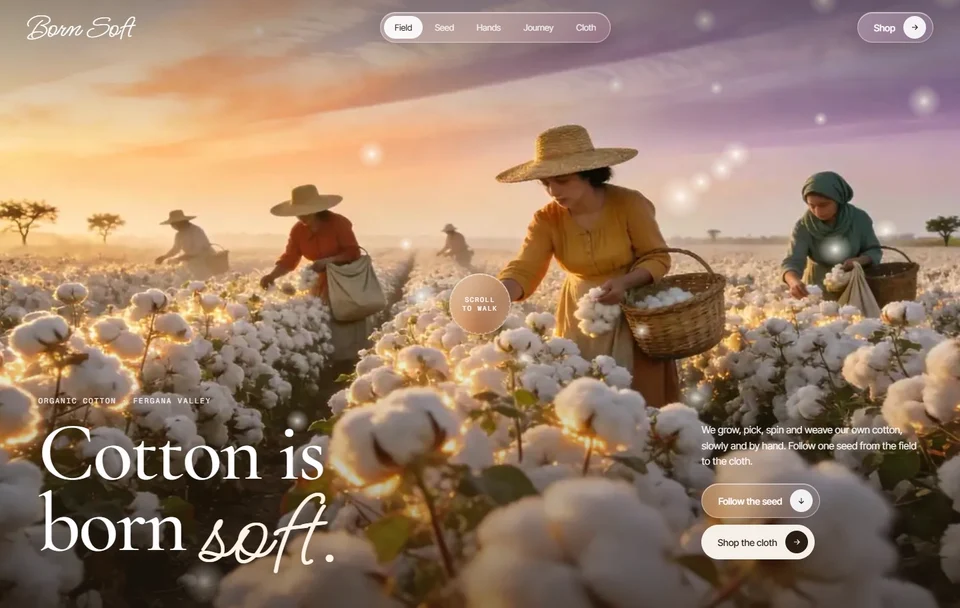 Born Soft
Field
Seed
Hands
Journey
Cloth
Shop
SCROLL
TO WALK
ORGANIC COTTON
FERGANA VALLEY
Cotton is
born soft.
We grow, pick, spin and weave our own cotton,
slowly and by hand. Follow one seed from the field
to the cloth.
Follow the seed
Shop the cloth